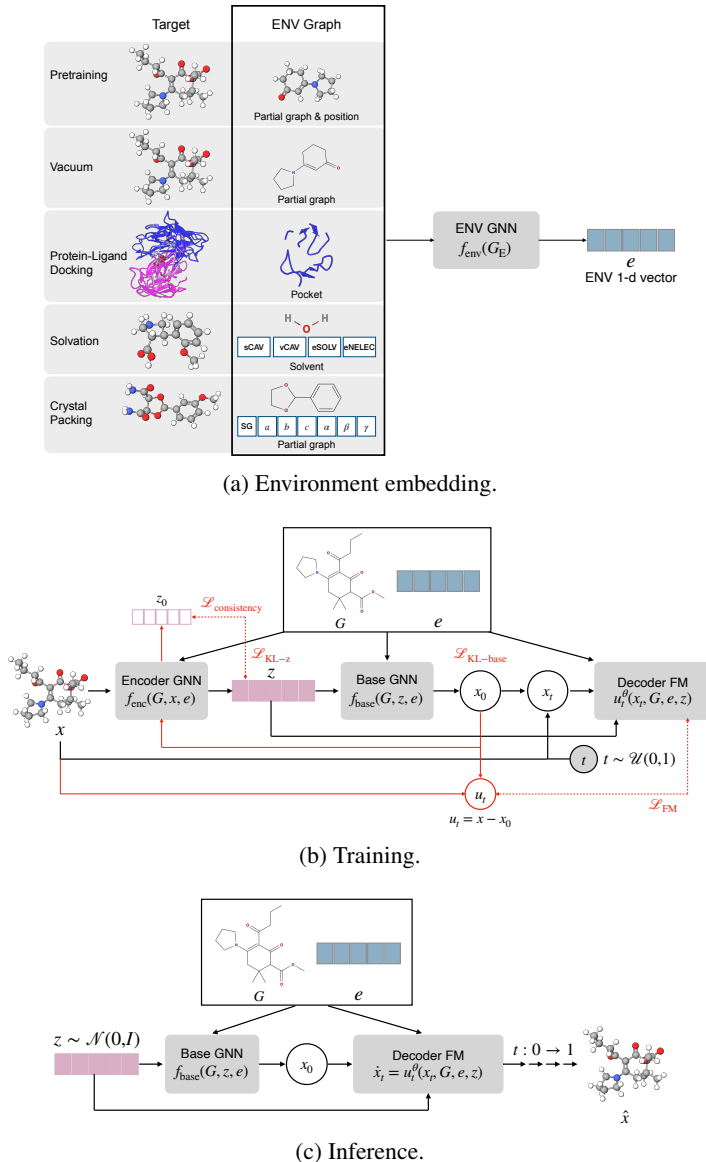 Target
ENV Graph
Pretraining
Partial graph & position
Vacuum
N
O
Partial graph
Protein-Ligand
Docking
Pocket
ENV GNN
f_env(G_E)
e
ENV 1-d vector
Solvation
H H
O
sCAV vCAV eSOLV eNELEC
Solvent
Crystal
Packing
O
O
SG a b c α β γ
Partial graph
(a) Environment embedding.
G e
z_0
ℒ_consistency
ℒ_KL−z
ℒ_KL−base
x
Encoder GNN
f_enc(G, x, e)
z
Base GNN
f_base(G, z, e)
x_0
x_t
Decoder FM
u_t^θ(x_t, G, e, z)
t
t ∼ 𝒰(0,1)
u_t
u_t = x − x_0
ℒ_FM
(b) Training.
G e
z ∼ 𝒩(0,I)
Base GNN
f_base(G, z, e)
x_0
Decoder FM
ẋ_t = u_t^θ(x_t, G, e, z)
t : 0 → 1
x̂
(c) Inference.